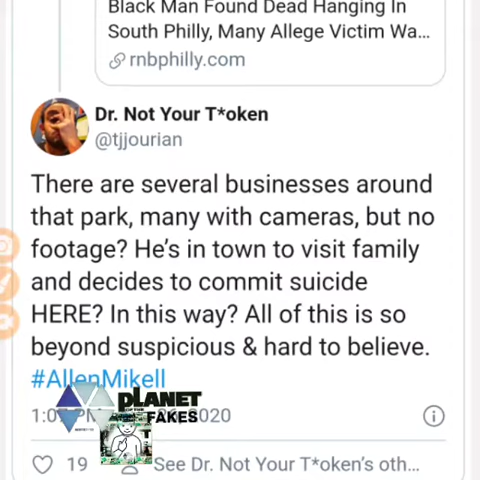 Black Man Found Dead Hanging In
South Philly, Many Allege Victim Wa...
rnbphilly.com
Dr. Not Your T*oken
@tjjourian
There are several businesses around
that park, many with cameras, but no
footage? He's in town to visit family
and decides to commit suicide
HERE? In this way? All of this is so
beyond suspicious & hard to believe.
#AllenMikell
PLANET
FAKES
2020
19
See Dr. Not Your T*oken's oth...